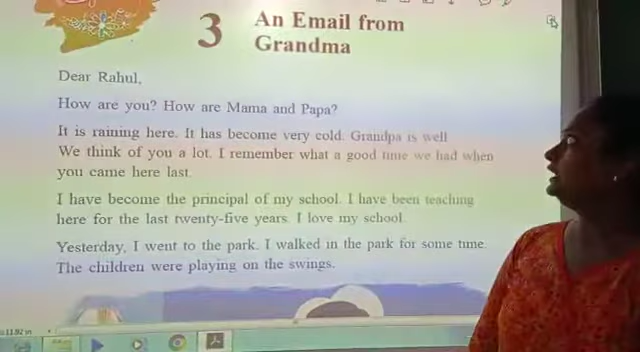 3
An Email from
Grandma
Dear Rahul,
How are you? How are Mama and Papa?
It is raining here. It has become very cold. Grandpa is well
We think of you a lot. I remember what a good time we had when
you came here last.
I have become the principal of my school. I have been teaching
here for the last twenty-five years. I love my school.
Yesterday, I went to the park. I walked in the park for some time.
The children were playing on the swings.